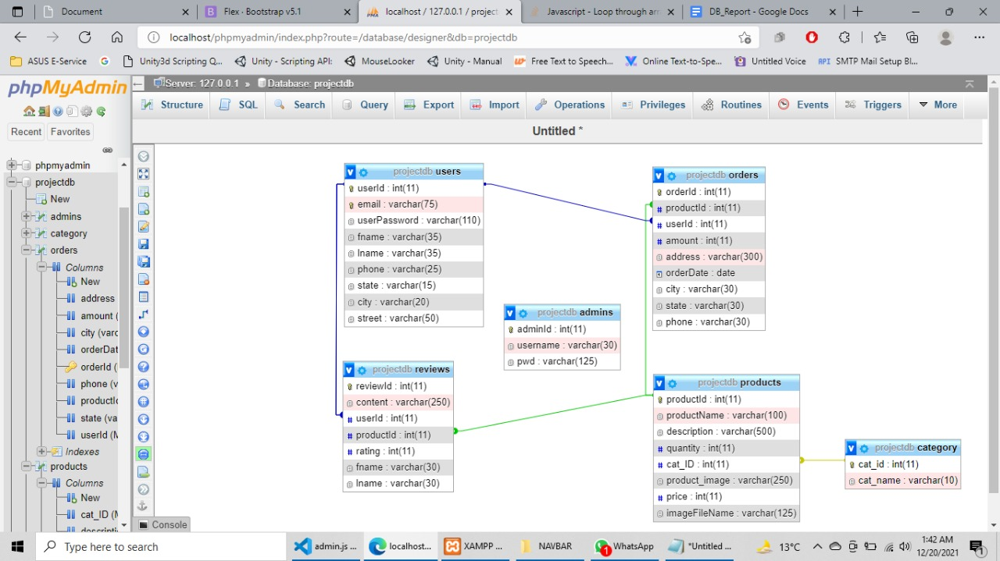 Document
Flex · Bootstrap v5.1
localhost / 127.0.0.1 / project
Javascript - Loop through arr
DB_Report - Google Docs
localhost/phpmyadmin/index.php?route=/database/designer&db=projectdb
ASUS E-Service
Unity3d Scripting Q...
Unity - Scripting API:
MouseLooker
Unity - Manual
Free Text to Speech...
Online Text-to-Spe...
Untitled Voice
API SMTP Mail Setup Bl...
phpMyAdmin
Server: 127.0.0.1 » Database: projectdb
Structure SQL Search Query Export Import Operations Privileges Routines Events Triggers More
Recent Favorites
Untitled *
phpmyadmin
projectdb
New
admins
category
orders
Columns
New
address
amount (
city (varc
orderDat
orderId (
phone (v
productIc
state (va
userId (M
Indexes
products
Columns
New
cat_ID (M
descripti
projectdb users
userId : int(11)
email : varchar(75)
userPassword : varchar(110)
fname : varchar(35)
lname : varchar(35)
phone : varchar(25)
state : varchar(15)
city : varchar(20)
street : varchar(50)
projectdb orders
orderId : int(11)
productId : int(11)
userId : int(11)
amount : int(11)
address : varchar(300)
orderDate : date
city : varchar(30)
state : varchar(30)
phone : varchar(30)
projectdb admins
adminId : int(11)
username : varchar(30)
pwd : varchar(125)
projectdb reviews
reviewId : int(11)
content : varchar(250)
userId : int(11)
productId : int(11)
rating : int(11)
fname : varchar(30)
lname : varchar(30)
projectdb products
productId : int(11)
productName : varchar(100)
description : varchar(500)
quantity : int(11)
cat_ID : int(11)
product_image : varchar(250)
price : int(11)
imageFileName : varchar(125)
projectdb category
cat_id : int(11)
cat_name : varchar(10)
Console
Type here to search
admin.js ...
localhost...
XAMPP ...
NAVBAR
1
WhatsApp
*Untitled ...
13°C
1:42 AM
12/20/2021
1